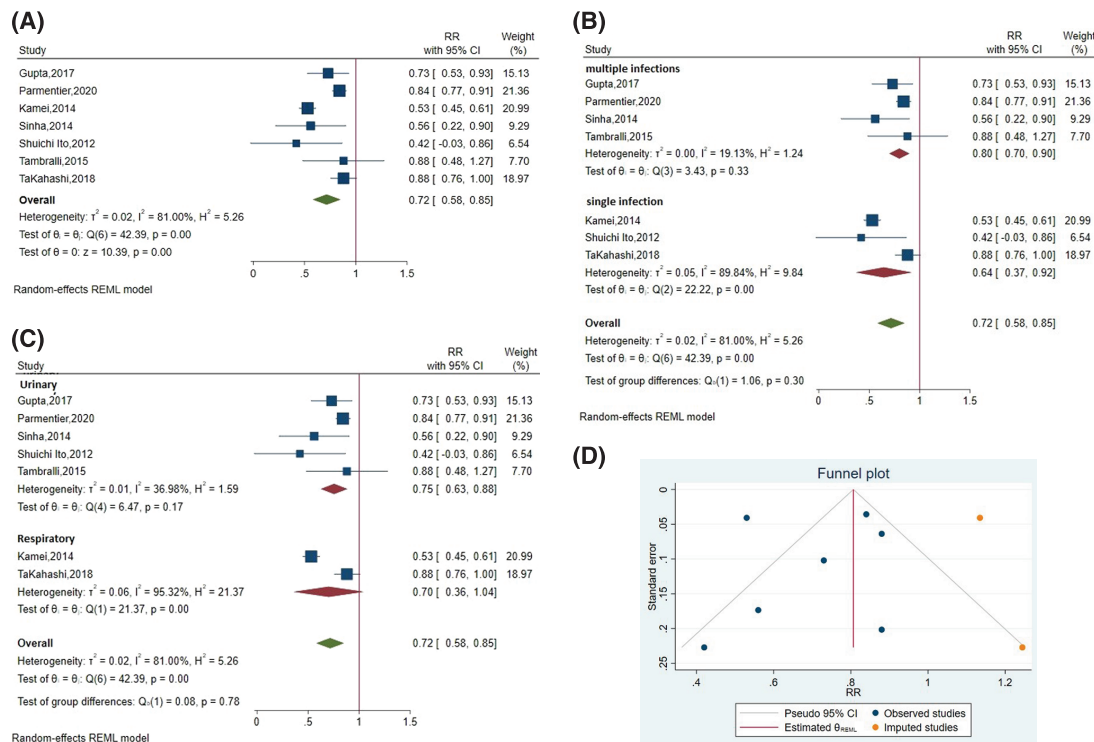 (A)
RR Weight
Study with 95% CI (%)
Gupta,2017 0.73 [ 0.53, 0.93] 15.13
Parmentier,2020 0.84 [ 0.77, 0.91] 21.36
Kamei,2014 0.53 [ 0.45, 0.61] 20.99
Sinha,2014 0.56 [ 0.22, 0.90] 9.29
Shuichi Ito,2012 0.42 [ -0.03, 0.86] 6.54
Tambralli,2015 0.88 [ 0.48, 1.27] 7.70
TaKahashi,2018 0.88 [ 0.76, 1.00] 18.97
Overall 0.72 [ 0.58, 0.85]
Heterogeneity: τ² = 0.02, I² = 81.00%, H² = 5.26
Test of θᵢ = θⱼ: Q(6) = 42.39, p = 0.00
Test of θ = 0: z = 10.39, p = 0.00
0 .5 1 1.5
Random-effects REML model
(B)
RR Weight
Study with 95% CI (%)
multiple infections
Gupta,2017 0.73 [ 0.53, 0.93] 15.13
Parmentier,2020 0.84 [ 0.77, 0.91] 21.36
Sinha,2014 0.56 [ 0.22, 0.90] 9.29
Tambralli,2015 0.88 [ 0.48, 1.27] 7.70
Heterogeneity: τ² = 0.00, I² = 19.13%, H² = 1.24 0.80 [ 0.70, 0.90]
Test of θᵢ = θⱼ: Q(3) = 3.43, p = 0.33
single infection
Kamei,2014 0.53 [ 0.45, 0.61] 20.99
Shuichi Ito,2012 0.42 [ -0.03, 0.86] 6.54
TaKahashi,2018 0.88 [ 0.76, 1.00] 18.97
Heterogeneity: τ² = 0.05, I² = 89.84%, H² = 9.84 0.64 [ 0.37, 0.92]
Test of θᵢ = θⱼ: Q(2) = 22.22, p = 0.00
Overall 0.72 [ 0.58, 0.85]
Heterogeneity: τ² = 0.02, I² = 81.00%, H² = 5.26
Test of θᵢ = θⱼ: Q(6) = 42.39, p = 0.00
Test of group differences: Q_b(1) = 1.06, p = 0.30
0 .5 1 1.5
Random-effects REML model
(C)
RR Weight
Study with 95% CI (%)
Urinary
Gupta,2017 0.73 [ 0.53, 0.93] 15.13
Parmentier,2020 0.84 [ 0.77, 0.91] 21.36
Sinha,2014 0.56 [ 0.22, 0.90] 9.29
Shuichi Ito,2012 0.42 [ -0.03, 0.86] 6.54
Tambralli,2015 0.88 [ 0.48, 1.27] 7.70
Heterogeneity: τ² = 0.01, I² = 36.98%, H² = 1.59 0.75 [ 0.63, 0.88]
Test of θᵢ = θⱼ: Q(4) = 6.47, p = 0.17
Respiratory
Kamei,2014 0.53 [ 0.45, 0.61] 20.99
TaKahashi,2018 0.88 [ 0.76, 1.00] 18.97
Heterogeneity: τ² = 0.06, I² = 95.32%, H² = 21.37 0.70 [ 0.36, 1.04]
Test of θᵢ = θⱼ: Q(1) = 21.37, p = 0.00
Overall 0.72 [ 0.58, 0.85]
Heterogeneity: τ² = 0.02, I² = 81.00%, H² = 5.26
Test of θᵢ = θⱼ: Q(6) = 42.39, p = 0.00
Test of group differences: Q_b(1) = 0.08, p = 0.78
0 .5 1 1.5
Random-effects REML model
(D)
Funnel plot
Standard error
0
.05
.1
.15
.2
.25
.4 .6 .8 1 1.2
RR
Pseudo 95% CI Observed studies
Estimated θREML Imputed studies